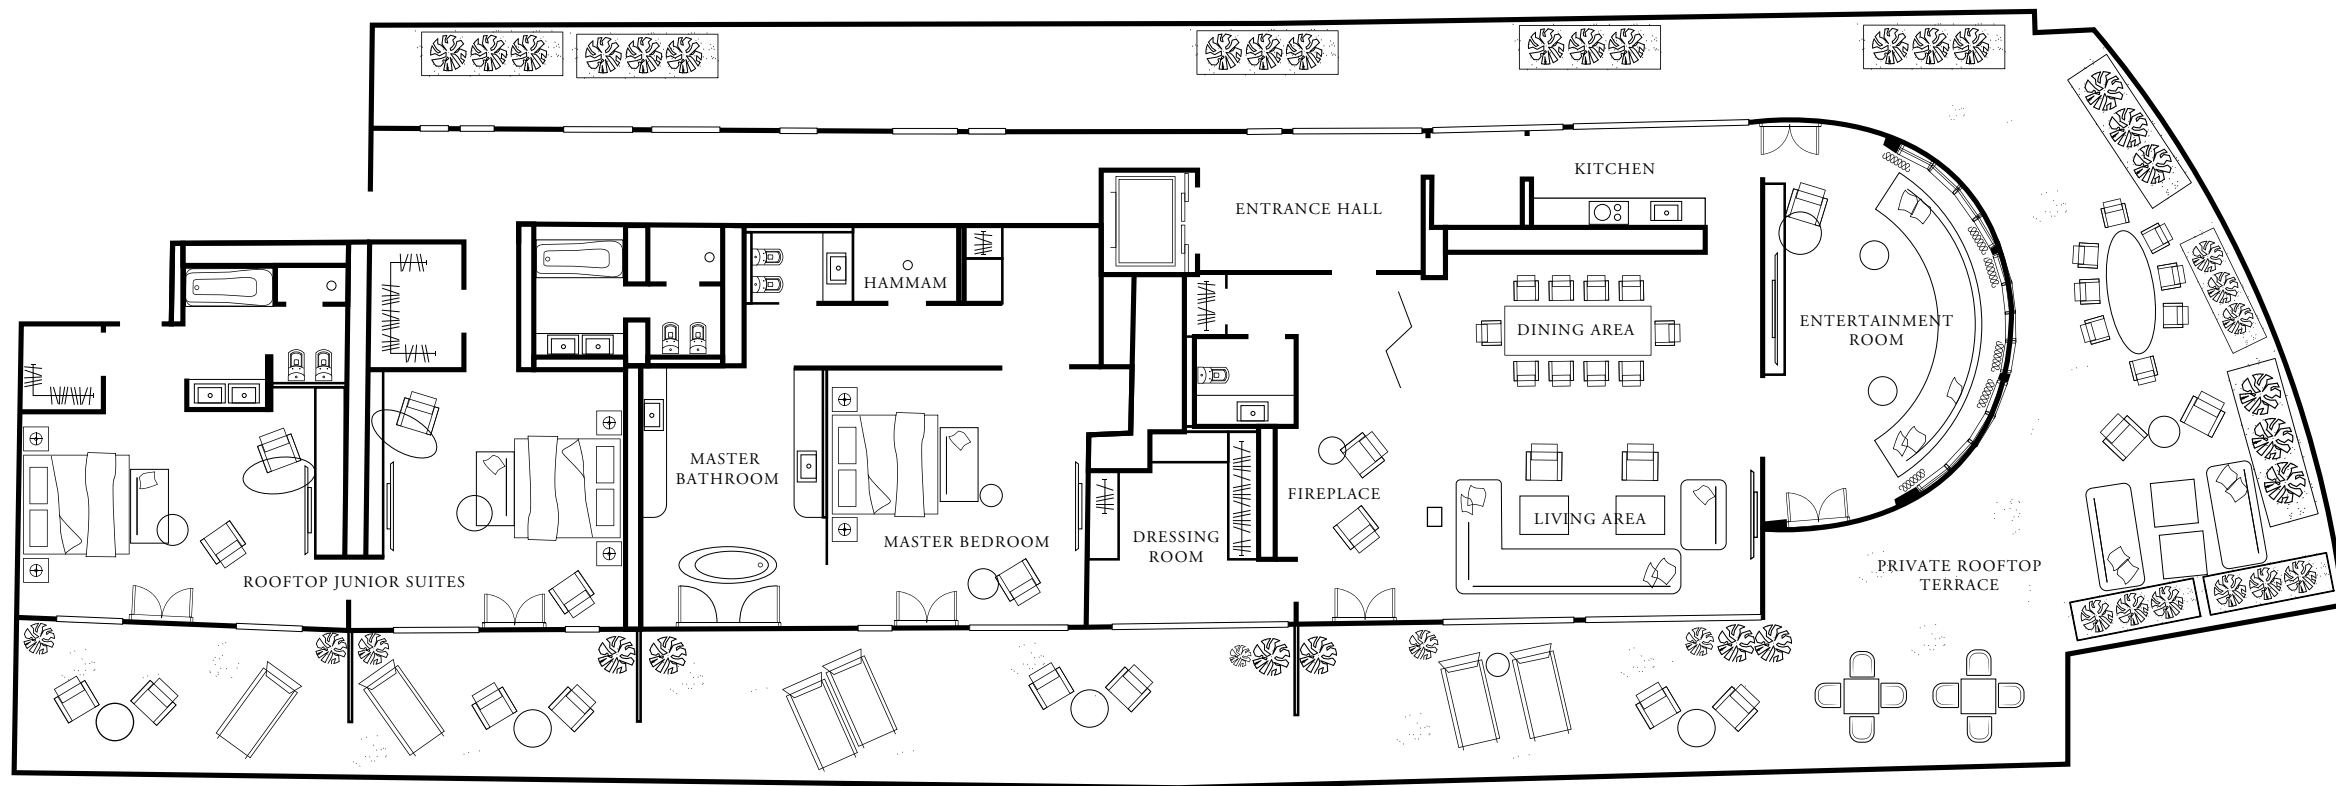 KITCHEN
ENTRANCE HALL
HAMMAM
DINING AREA
ENTERTAINMENT
ROOM
MASTER
BATHROOM
FIREPLACE
LIVING AREA
MASTER BEDROOM
DRESSING
ROOM
ROOFTOP JUNIOR SUITES
PRIVATE ROOFTOP
TERRACE